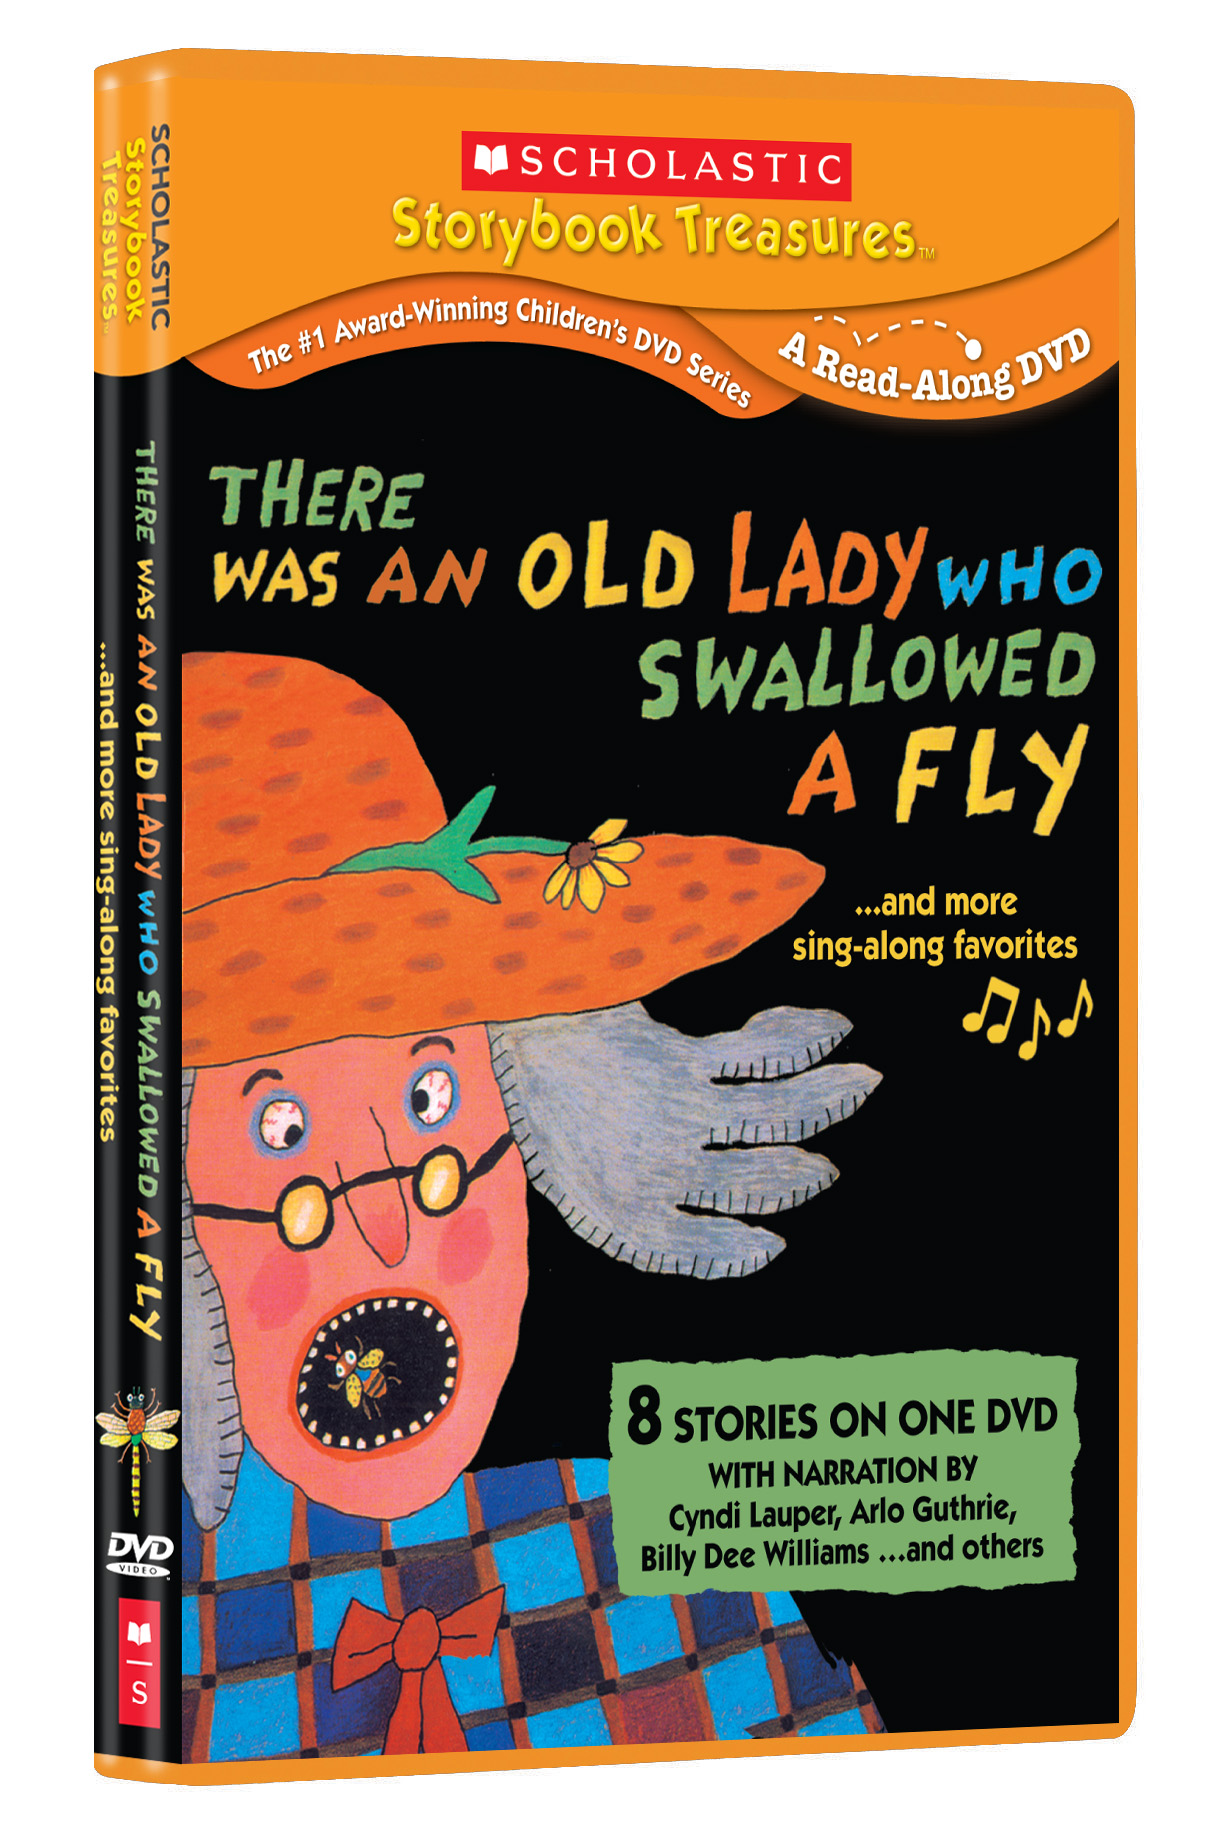 SCHOLASTIC
Storybook Treasures™
The #1 Award-Winning Children's DVD Series
A Read-Along DVD
THERE
WAS AN OLD LADY WHO
SWALLOWED
A FLY
...and more
sing-along favorites
8 STORIES ON ONE DVD
WITH NARRATION BY
Cyndi Lauper, Arlo Guthrie,
Billy Dee Williams ...and others
SCHOLASTIC
Storybook
Treasures™
THERE WAS AN OLD LADY WHO SWALLOWED A FLY
...and more sing-along favorites
DVD
VIDEO
S